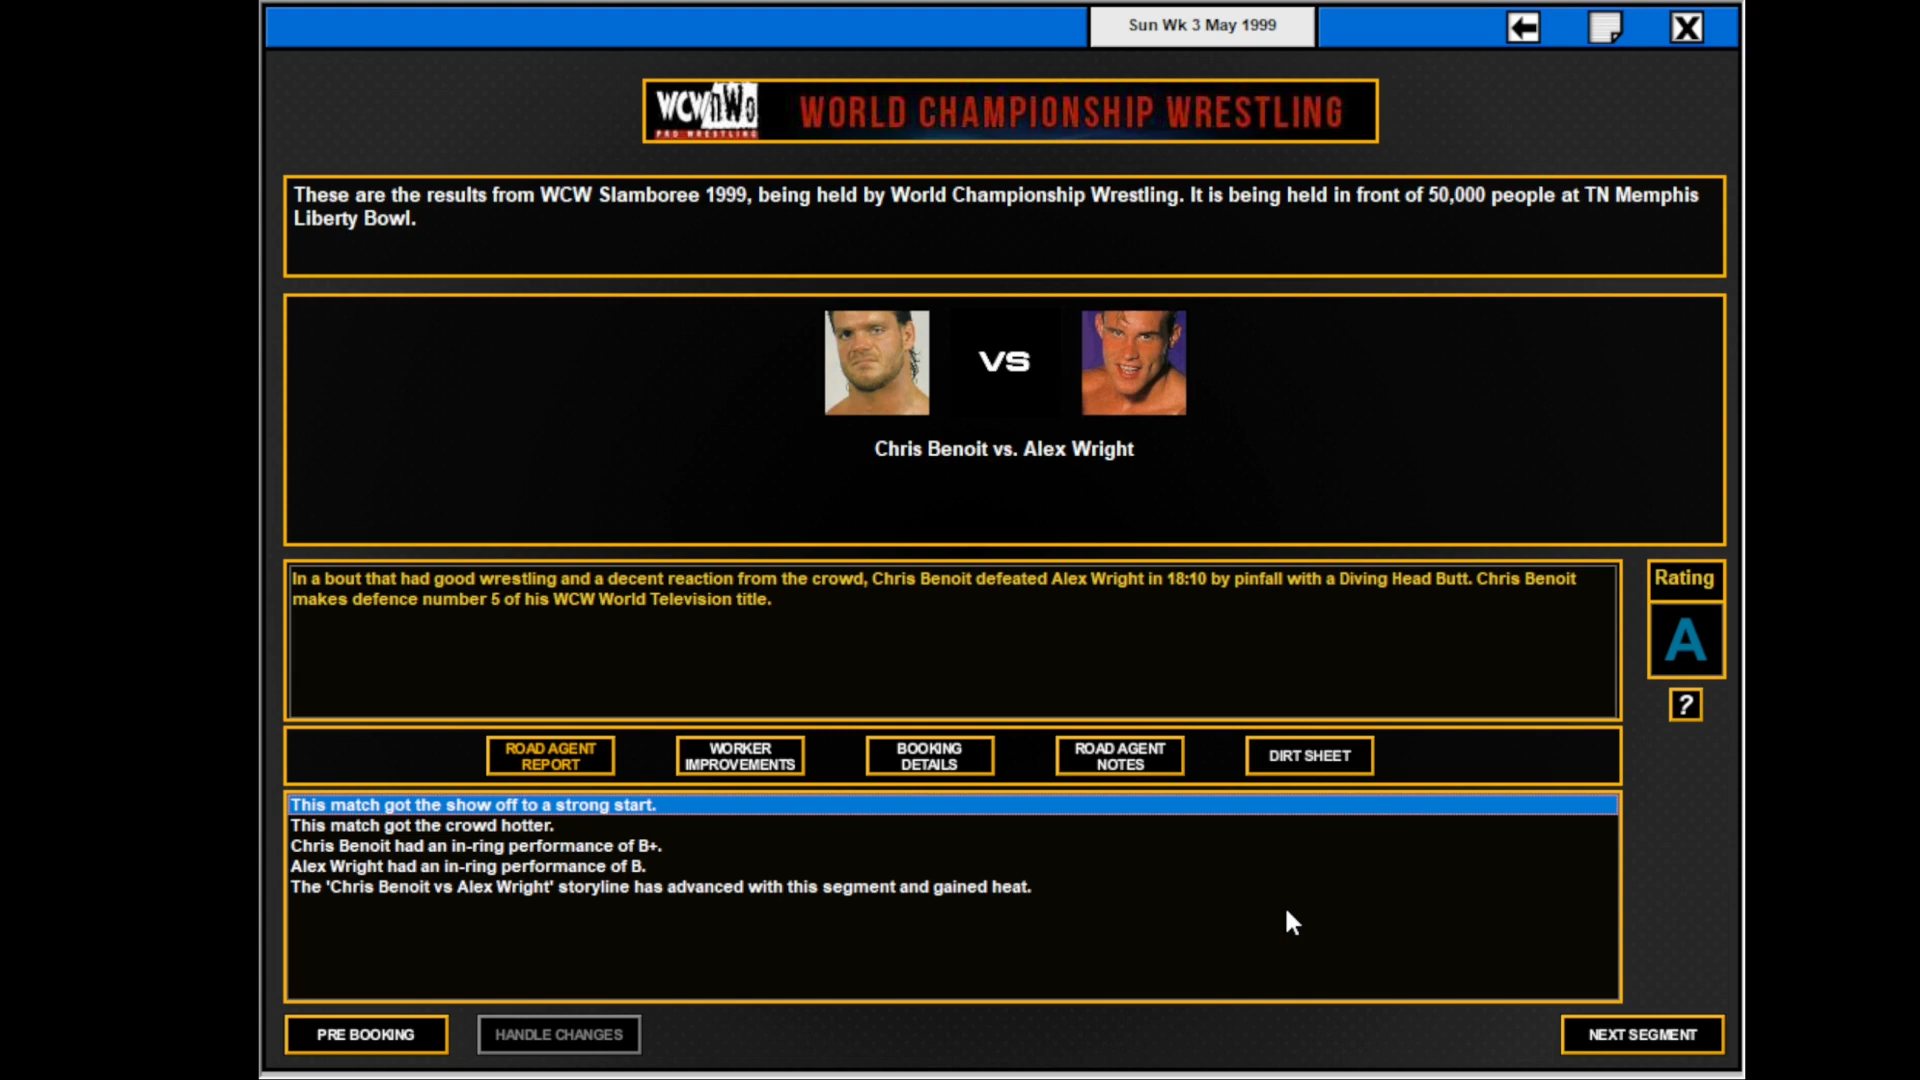 Sun Wk 3 May 1999
WCW nWo
PRO WRESTLING
WORLD CHAMPIONSHIP WRESTLING
These are the results from WCW Slamboree 1999, being held by World Championship Wrestling. It is being held in front of 50,000 people at TN Memphis
Liberty Bowl.
VS
Chris Benoit vs. Alex Wright
In a bout that had good wrestling and a decent reaction from the crowd, Chris Benoit defeated Alex Wright in 18:10 by pinfall with a Diving Head Butt. Chris Benoit
makes defence number 5 of his WCW World Television title.
Rating
A
?
ROAD AGENT
REPORT
WORKER
IMPROVEMENTS
BOOKING
DETAILS
ROAD AGENT
NOTES
DIRT SHEET
This match got the show off to a strong start.
This match got the crowd hotter.
Chris Benoit had an in-ring performance of B+.
Alex Wright had an in-ring performance of B.
The 'Chris Benoit vs Alex Wright' storyline has advanced with this segment and gained heat.
PRE BOOKING
HANDLE CHANGES
NEXT SEGMENT